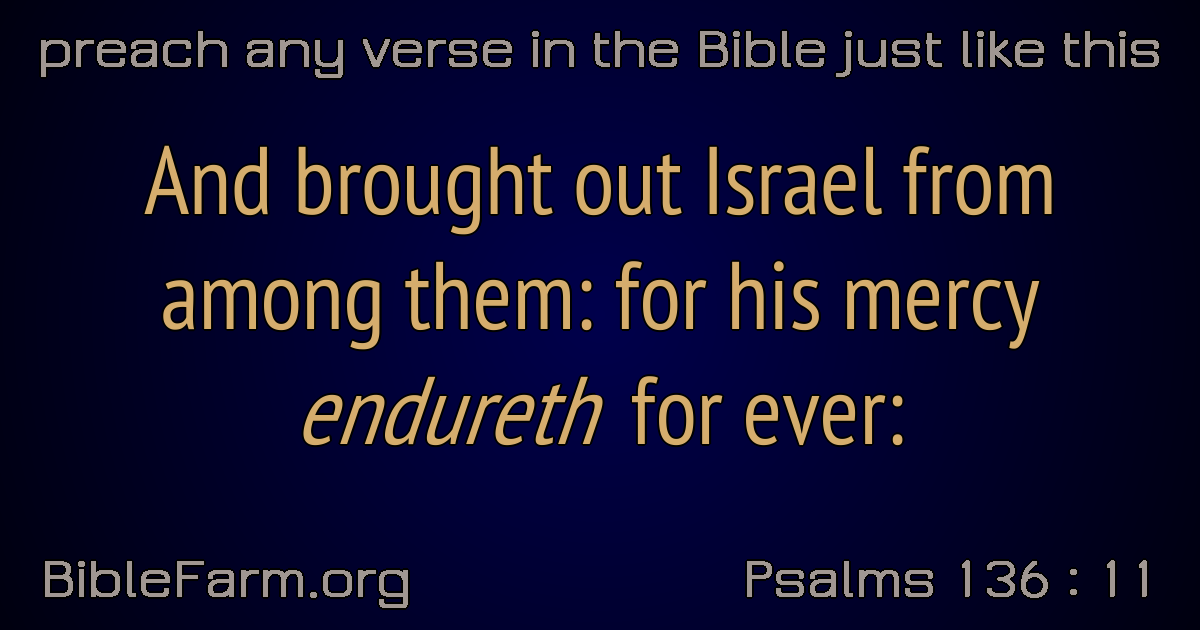 preach any verse in the Bible just like this
And brought out Israel from
among them: for his mercy
endureth for ever:
BibleFarm.org
Psalms 136 : 11